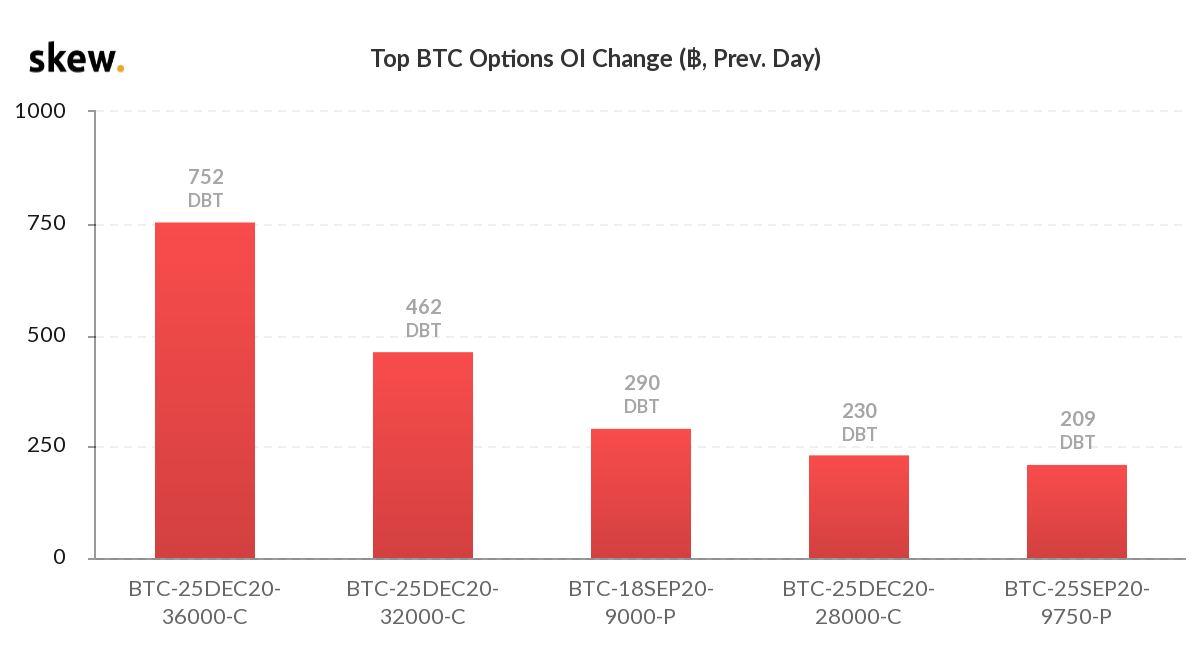 skew.
Top BTC Options OI Change (₿, Prev. Day)
1000
750
500
250
0
752
DBT
462
DBT
290
DBT
230
DBT
209
DBT
BTC-25DEC20-
36000-C
BTC-25DEC20-
32000-C
BTC-18SEP20-
9000-P
BTC-25DEC20-
28000-C
BTC-25SEP20-
9750-P